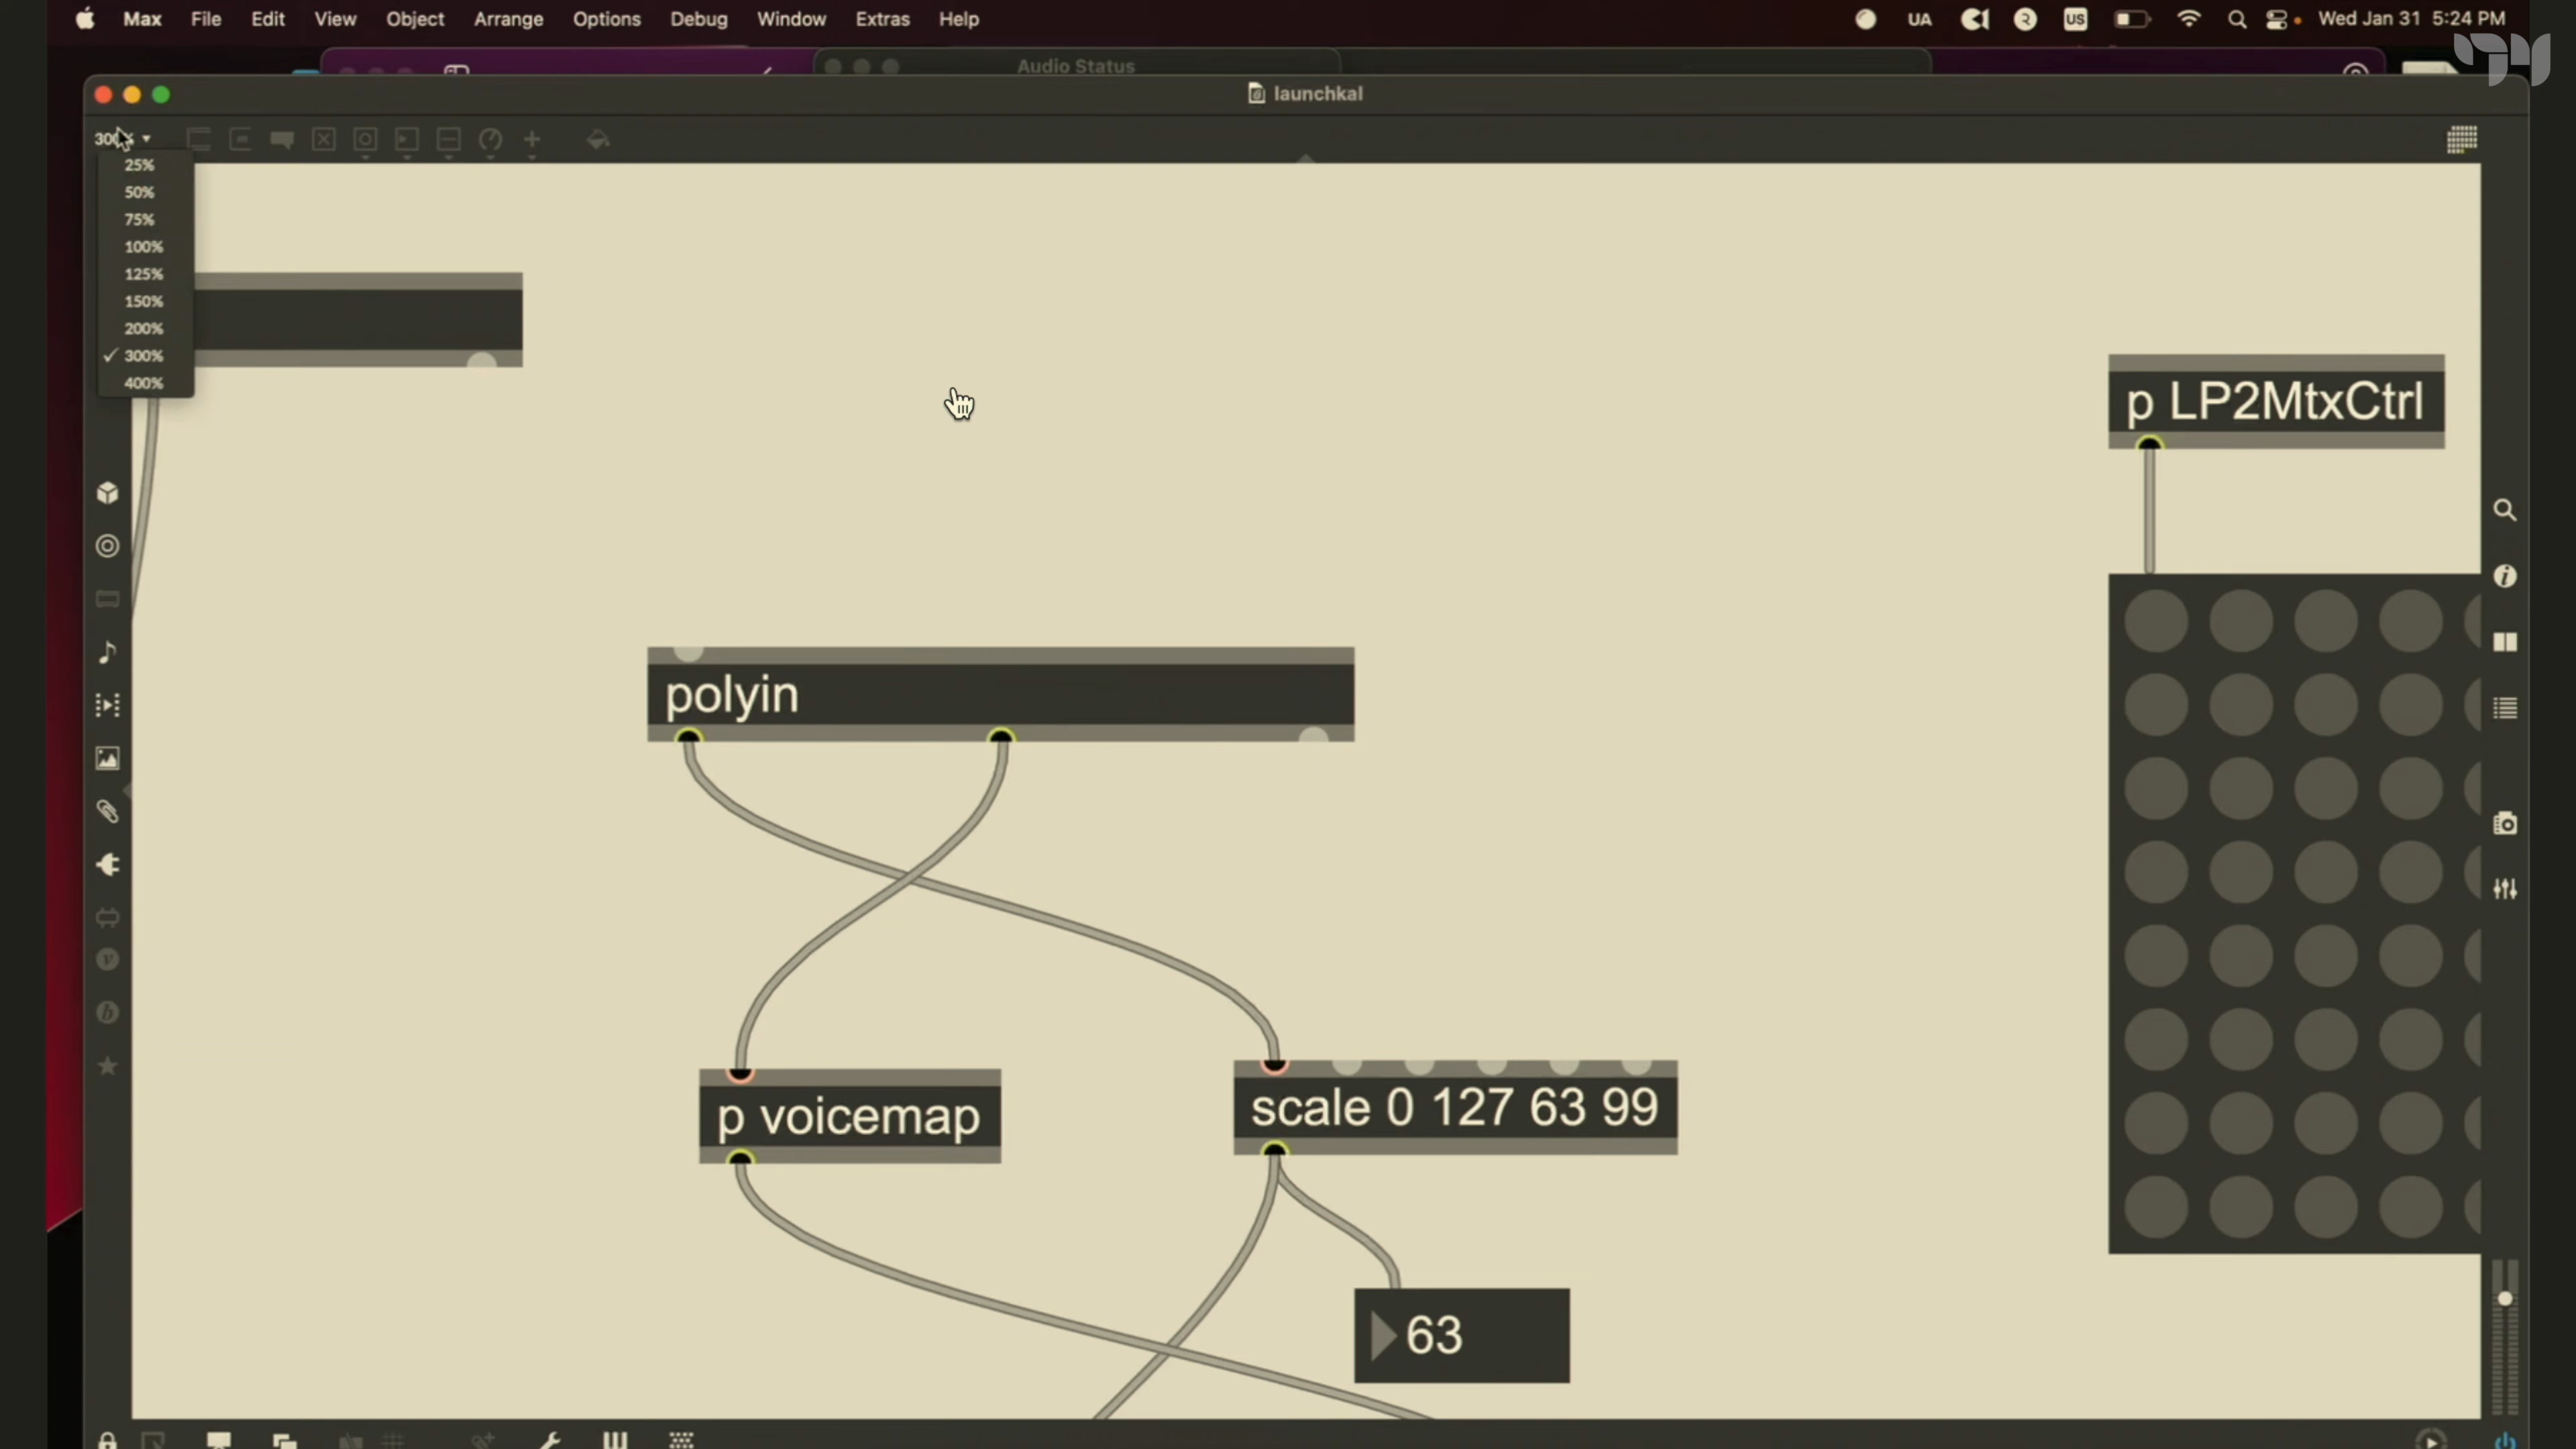 Max File Edit View Object Arrange Options Debug Window Extras Help
UA US Wed Jan 31 5:24 PM
Audio Status
launchkal
25%
50%
75%
100%
125%
150%
200%
✓ 300%
400%
p LP2MtxCtrl
polyin
p voicemap
scale 0 127 63 99
63